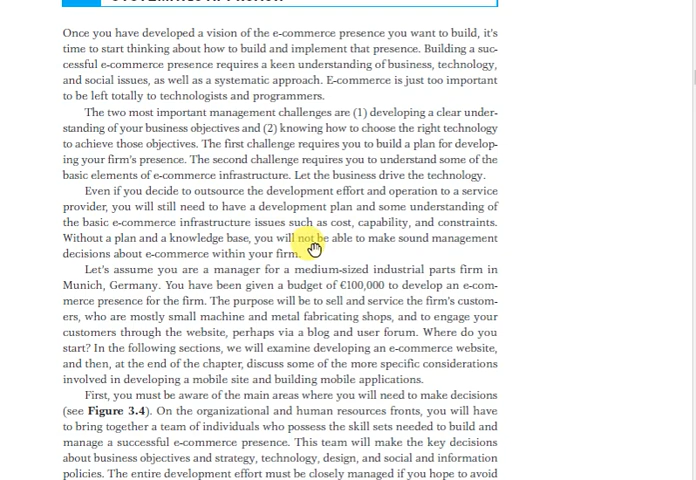 Once you have developed a vision of the e-commerce presence you want to build, it's
time to start thinking about how to build and implement that presence. Building a suc-
cessful e-commerce presence requires a keen understanding of business, technology,
and social issues, as well as a systematic approach. E-commerce is just too important
to be left totally to technologists and programmers.
The two most important management challenges are (1) developing a clear under-
standing of your business objectives and (2) knowing how to choose the right technology
to achieve those objectives. The first challenge requires you to build a plan for develop-
ing your firm's presence. The second challenge requires you to understand some of the
basic elements of e-commerce infrastructure. Let the business drive the technology.
Even if you decide to outsource the development effort and operation to a service
provider, you will still need to have a development plan and some understanding of
the basic e-commerce infrastructure issues such as cost, capability, and constraints.
Without a plan and a knowledge base, you will not be able to make sound management
decisions about e-commerce within your firm.
Let's assume you are a manager for a medium-sized industrial parts firm in
Munich, Germany. You have been given a budget of €100,000 to develop an e-com-
merce presence for the firm. The purpose will be to sell and service the firm's custom-
ers, who are mostly small machine and metal fabricating shops, and to engage your
customers through the website, perhaps via a blog and user forum. Where do you
start? In the following sections, we will examine developing an e-commerce website,
and then, at the end of the chapter, discuss some of the more specific considerations
involved in developing a mobile site and building mobile applications.
First, you must be aware of the main areas where you will need to make decisions
(see Figure 3.4). On the organizational and human resources fronts, you will have
to bring together a team of individuals who possess the skill sets needed to build and
manage a successful e-commerce presence. This team will make the key decisions
about business objectives and strategy, technology, design, and social and information
policies. The entire development effort must be closely managed if you hope to avoid